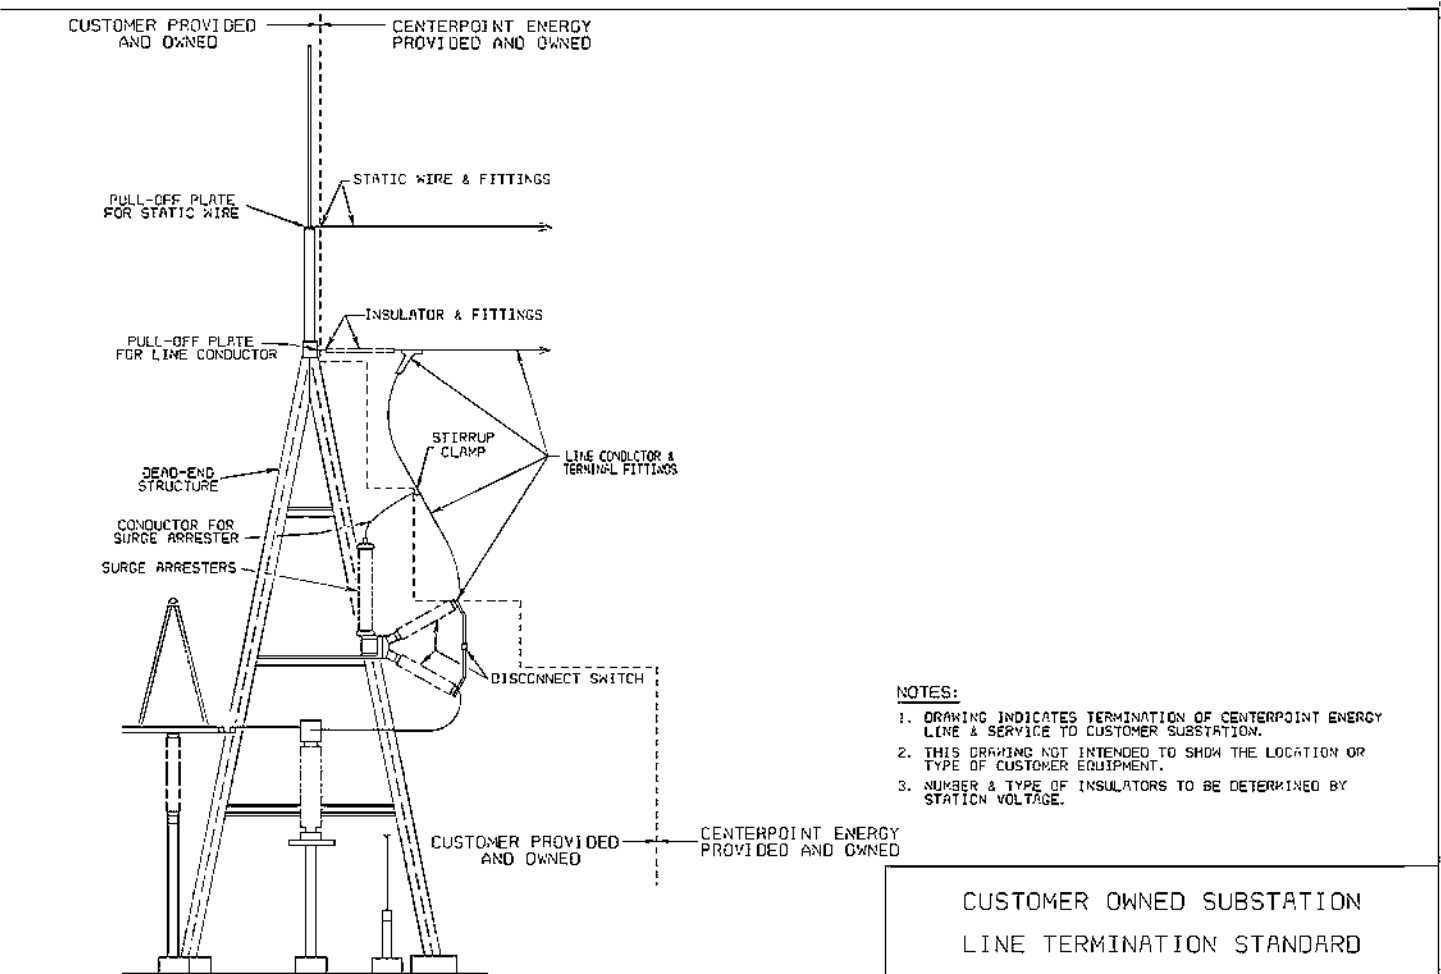 CUSTOMER PROVIDED
AND OWNED
CENTERPOINT ENERGY
PROVIDED AND OWNED
STATIC WIRE & FITTINGS
PULL-OFF PLATE
FOR STATIC WIRE
INSULATOR & FITTINGS
PULL-OFF PLATE
FOR LINE CONDUCTOR
STIRRUP
CLAMP
LINE CONDUCTOR &
TERMINAL FITTINGS
DEAD-END
STRUCTURE
CONDUCTOR FOR
SURGE ARRESTER
SURGE ARRESTERS
DISCONNECT SWITCH
NOTES:
1. DRAWING INDICATES TERMINATION OF CENTERPOINT ENERGY
LINE & SERVICE TO CUSTOMER SUBSTATION.
2. THIS DRAWING NOT INTENDED TO SHOW THE LOCATION OR
TYPE OF CUSTOMER EQUIPMENT.
3. NUMBER & TYPE OF INSULATORS TO BE DETERMINED BY
STATION VOLTAGE.
CUSTOMER PROVIDED
AND OWNED
CENTERPOINT ENERGY
PROVIDED AND OWNED
CUSTOMER OWNED SUBSTATION
LINE TERMINATION STANDARD